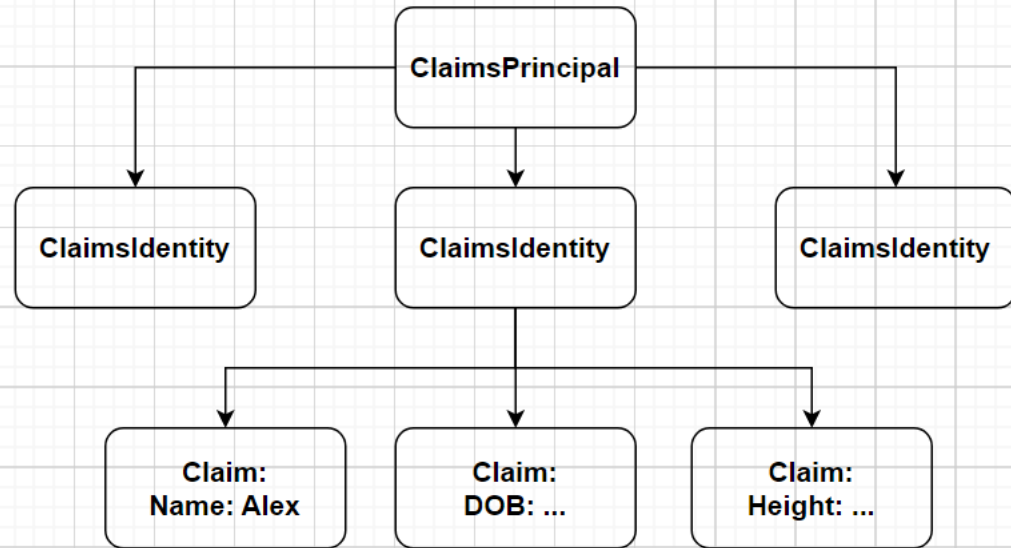 ClaimsPrincipal
ClaimsIdentity
ClaimsIdentity
ClaimsIdentity
Claim:
Name: Alex
Claim:
DOB: ...
Claim:
Height: ...